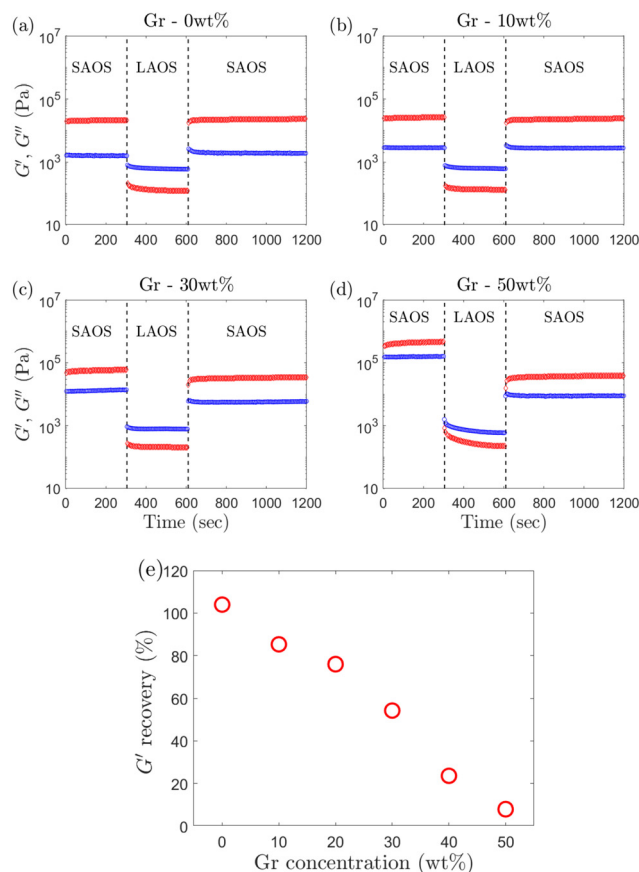 (a) Gr - 0wt%
10^7
10^5
10^3
10
G', G'' (Pa)
SAOS LAOS SAOS
0 200 400 600 800 1000 1200
(b) Gr - 10wt%
10^7
10^5
10^3
10
SAOS LAOS SAOS
0 200 400 600 800 1000 1200
(c) Gr - 30wt%
10^7
10^5
10^3
10
G', G'' (Pa)
SAOS LAOS SAOS
0 200 400 600 800 1000 1200
Time (sec)
(d) Gr - 50wt%
10^7
10^5
10^3
10
SAOS LAOS SAOS
0 200 400 600 800 1000 1200
Time (sec)
(e)
120
100
80
60
40
20
0
G' recovery (%)
0 10 20 30 40 50
Gr concentration (wt%)